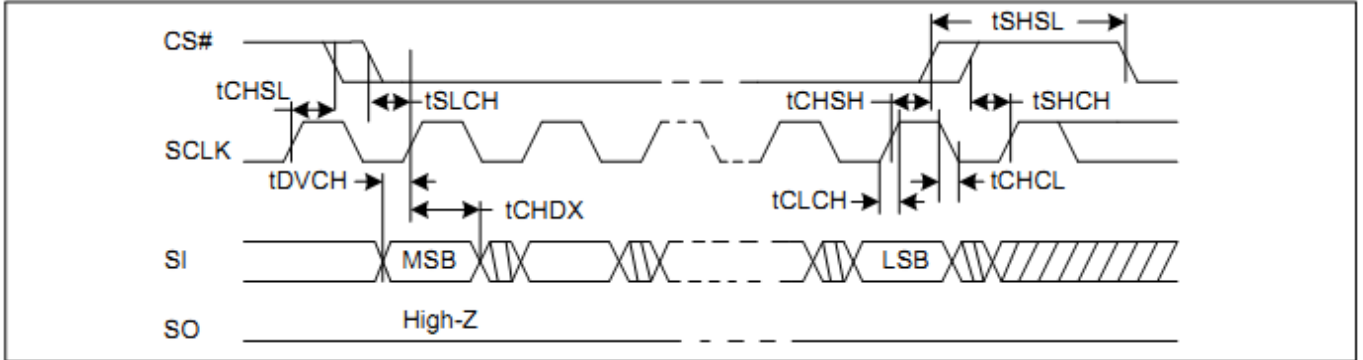 tSHSL
CS#
tCHSL
tSLCH
tCHSH
tSHCH
SCLK
tDVCH
tCHDX
tCLCH
tCHCL
SI
MSB
LSB
SO
High-Z